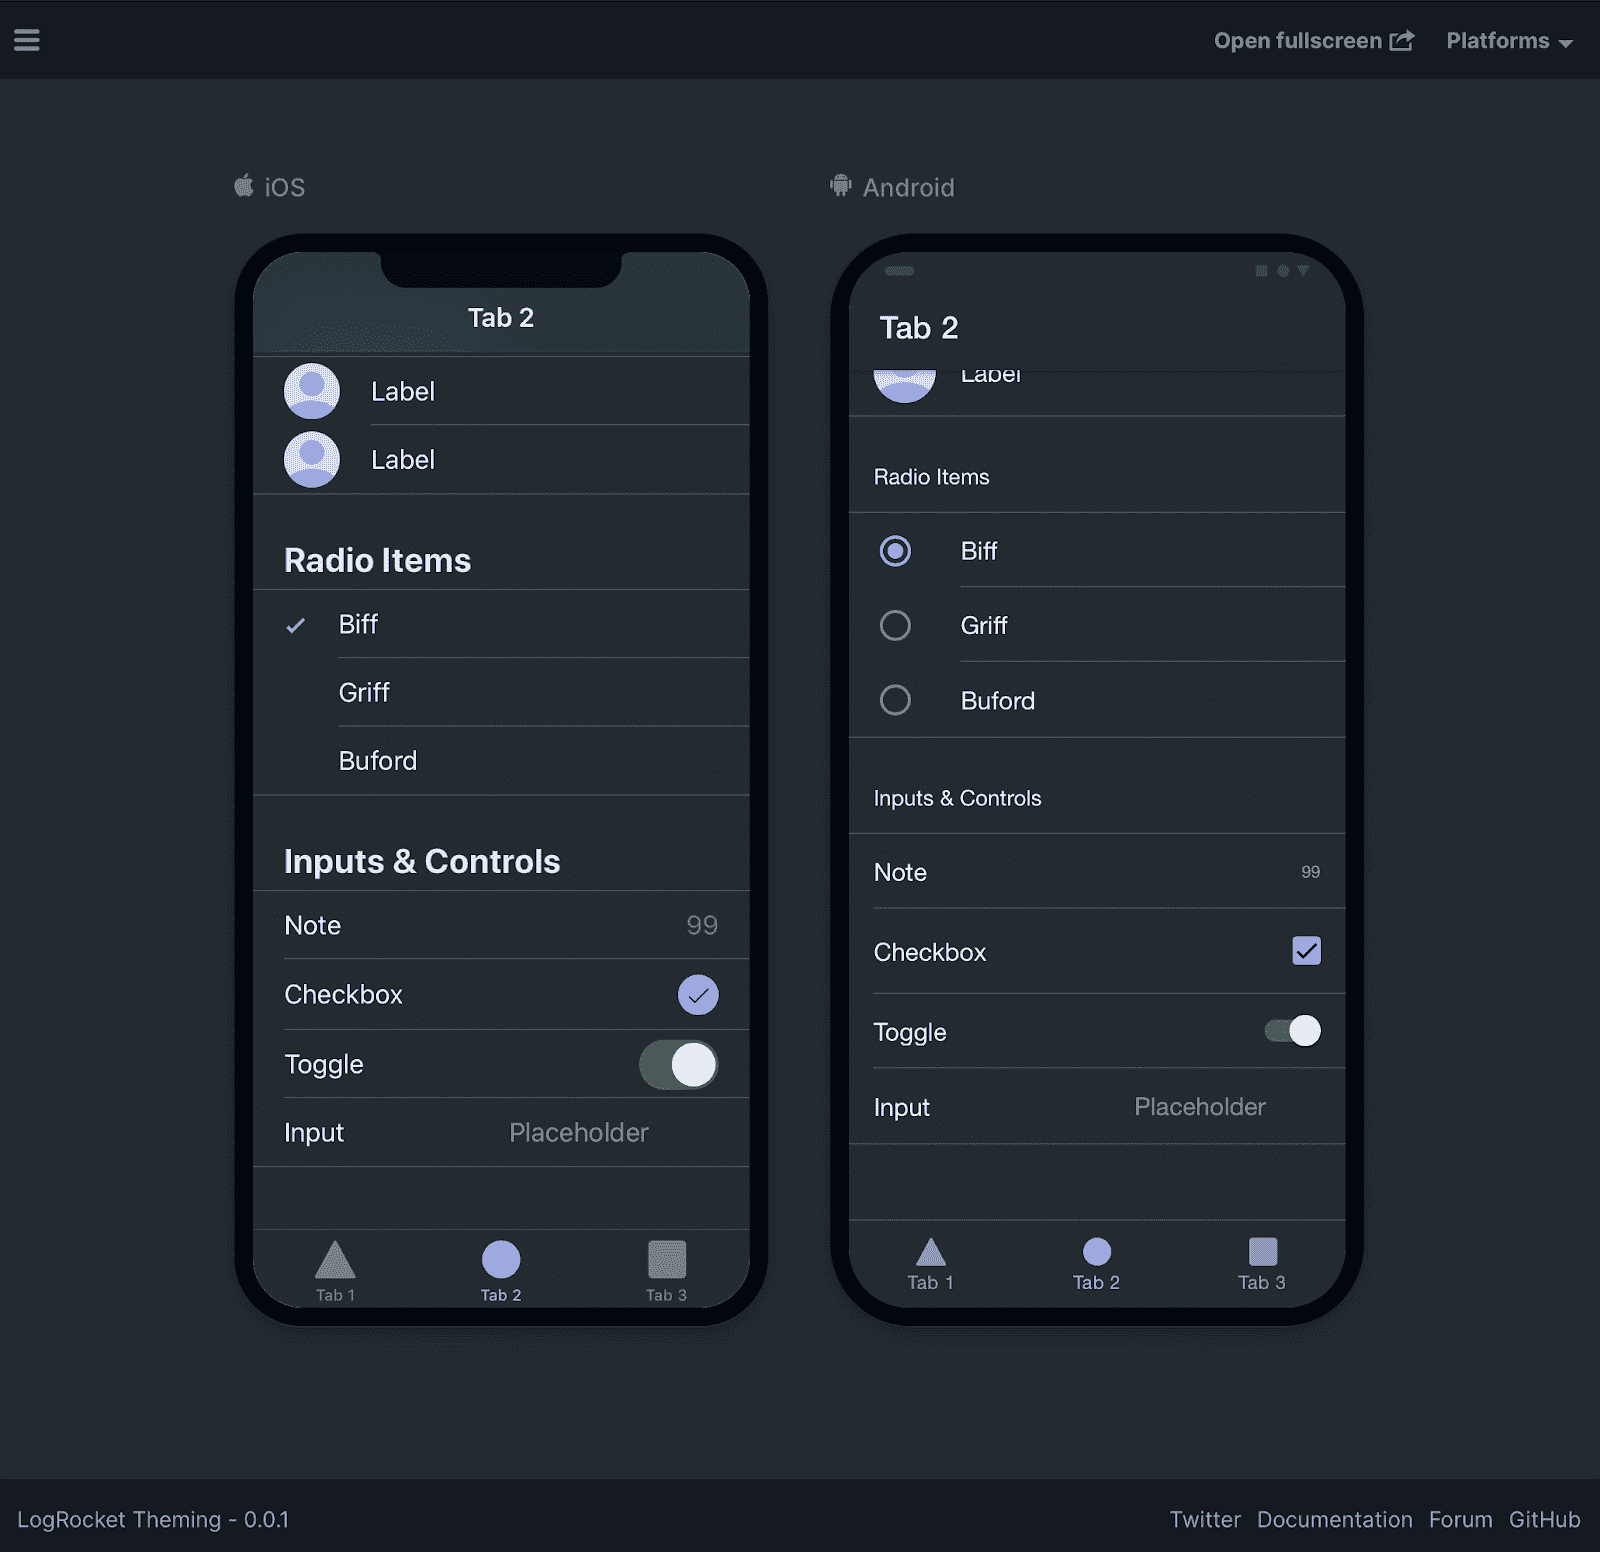 Open fullscreen Platforms
iOS
Tab 2
Label
Label
Radio Items
Biff
Griff
Buford
Inputs & Controls
Note 99
Checkbox
Toggle
Input Placeholder
Tab 1 Tab 2 Tab 3
Android
Tab 2
Label
Radio Items
Biff
Griff
Buford
Inputs & Controls
Note 99
Checkbox
Toggle
Input Placeholder
Tab 1 Tab 2 Tab 3
LogRocket Theming - 0.0.1 Twitter Documentation Forum GitHub